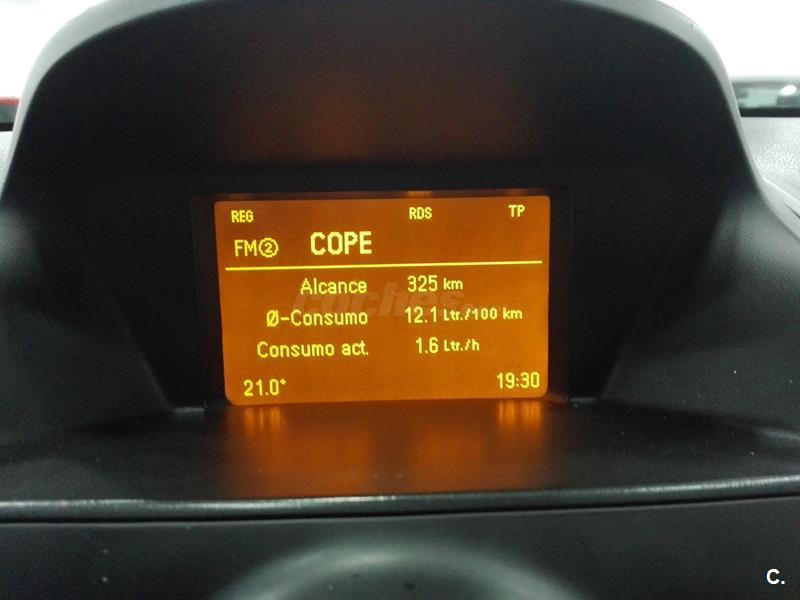 REG RDS TP
FM② COPE
Alcance 325 km
Ø-Consumo 12.1 Ltr./100 km
Consumo act. 1.6 Ltr./h
21.0° 19:30
coches
C.